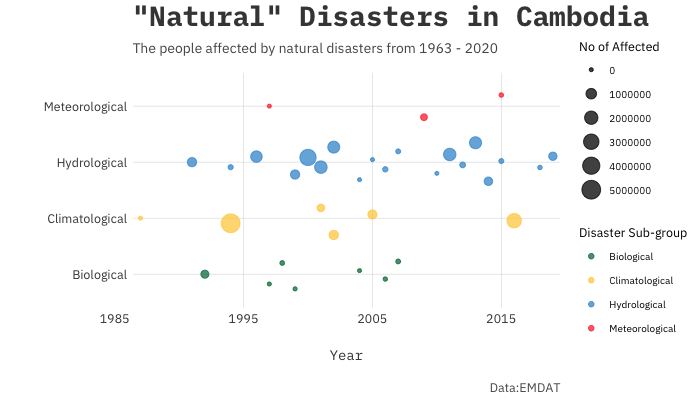 "Natural" Disasters in Cambodia
The people affected by natural disasters from 1963 - 2020
No of Affected
0
1000000
2000000
3000000
4000000
5000000
Disaster Sub-group
Biological
Climatological
Hydrological
Meteorological
Meteorological
Hydrological
Climatological
Biological
1985 1995 2005 2015
Year
Data:EMDAT